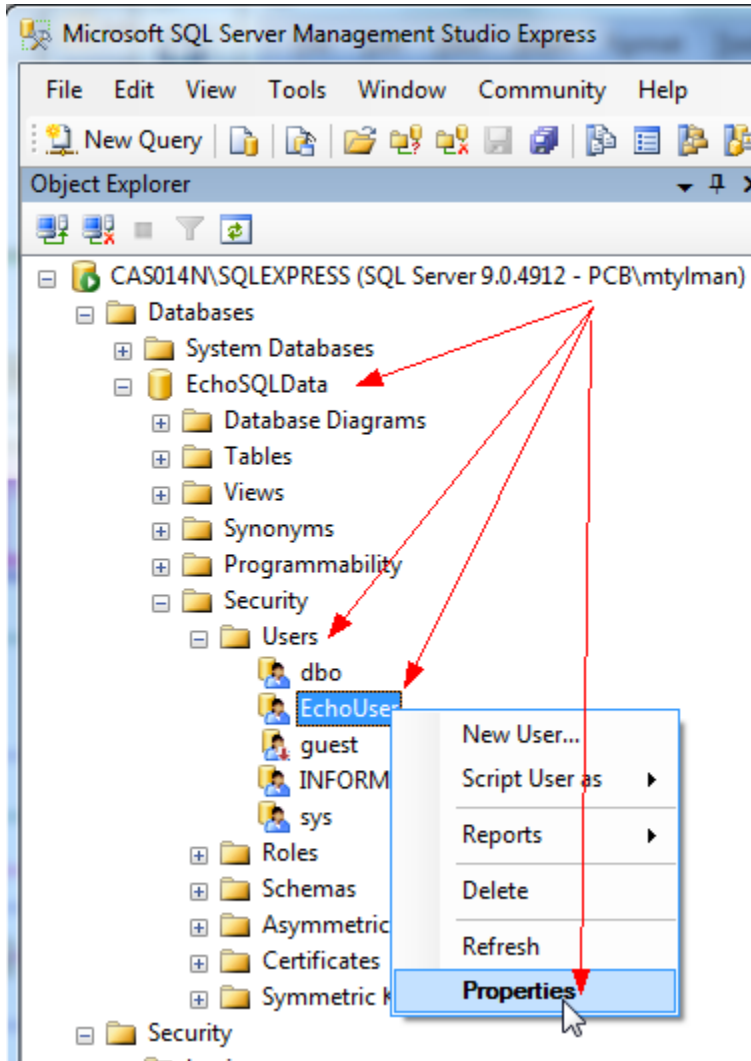 Microsoft SQL Server Management Studio Express
File Edit View Tools Window Community Help
New Query
Object Explorer
CAS014N\SQLEXPRESS (SQL Server 9.0.4912 - PCB\mtylman)
Databases
System Databases
EchoSQLData
Database Diagrams
Tables
Views
Synonyms
Programmability
Security
Users
dbo
EchoUser
guest
INFORM
sys
Roles
Schemas
Asymmetric
Certificates
Symmetric K
Security
New User...
Script User as
Reports
Delete
Refresh
Properties